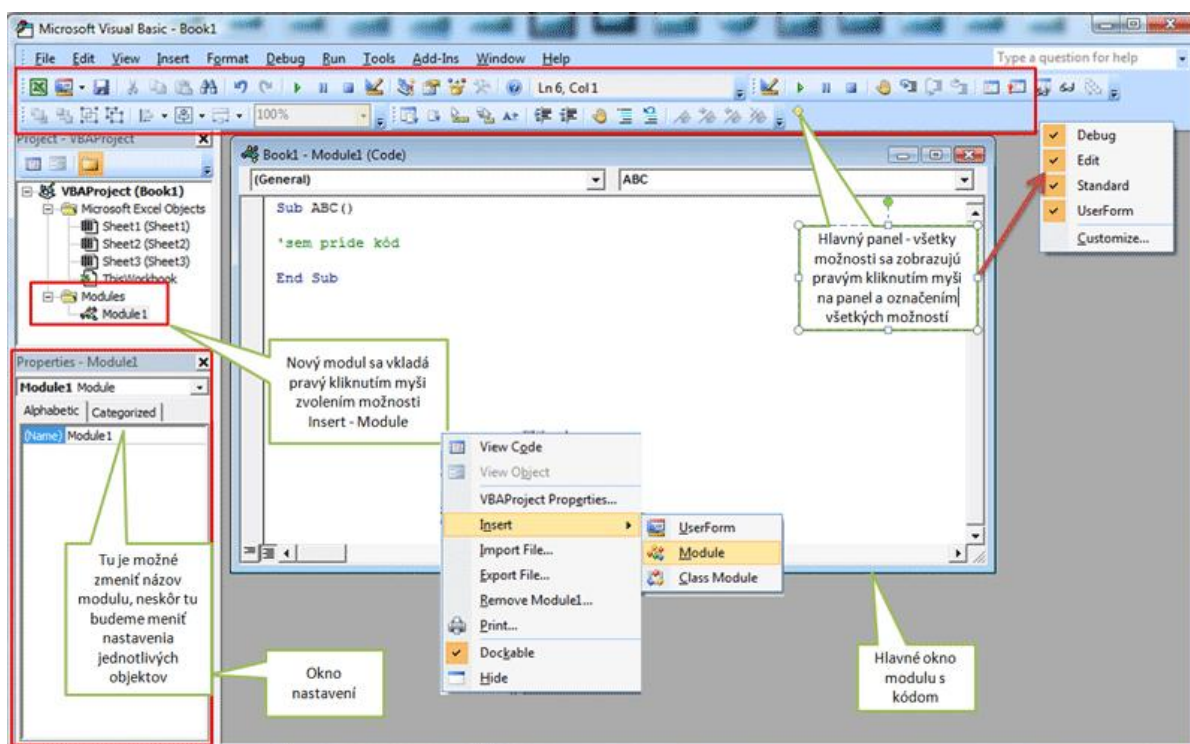 Microsoft Visual Basic - Book1
File Edit View Insert Format Debug Run Tools Add-Ins Window Help
Type a question for help
Ln 6, Col 1
100%
Project - VBAProject
VBAProject (Book1)
Microsoft Excel Objects
Sheet1 (Sheet1)
Sheet2 (Sheet2)
Sheet3 (Sheet3)
ThisWorkbook
Modules
Module1
Book1 - Module1 (Code)
(General)
ABC
Sub ABC()
'sem pride kód
End Sub
Debug
Edit
Standard
UserForm
Customize...
Hlavný panel - všetky
možnosti sa zobrazujú
pravým kliknutím myši
na panel a označením
všetkých možností
Nový modul sa vkladá
pravý kliknutím myši
zvolením možnosti
Insert - Module
Properties - Module1
Module1 Module
Alphabetic Categorized
(Name) Module1
Tu je možné
zmeniť názov
modulu, neskôr tu
budeme meniť
nastavenia
jednotlivých
objektov
Okno
nastavení
View Code
View Object
VBAProject Properties...
Insert
Import File...
Export File...
Remove Module1...
Print...
Dockable
Hide
UserForm
Module
Class Module
Hlavné okno
modulu s
kódom